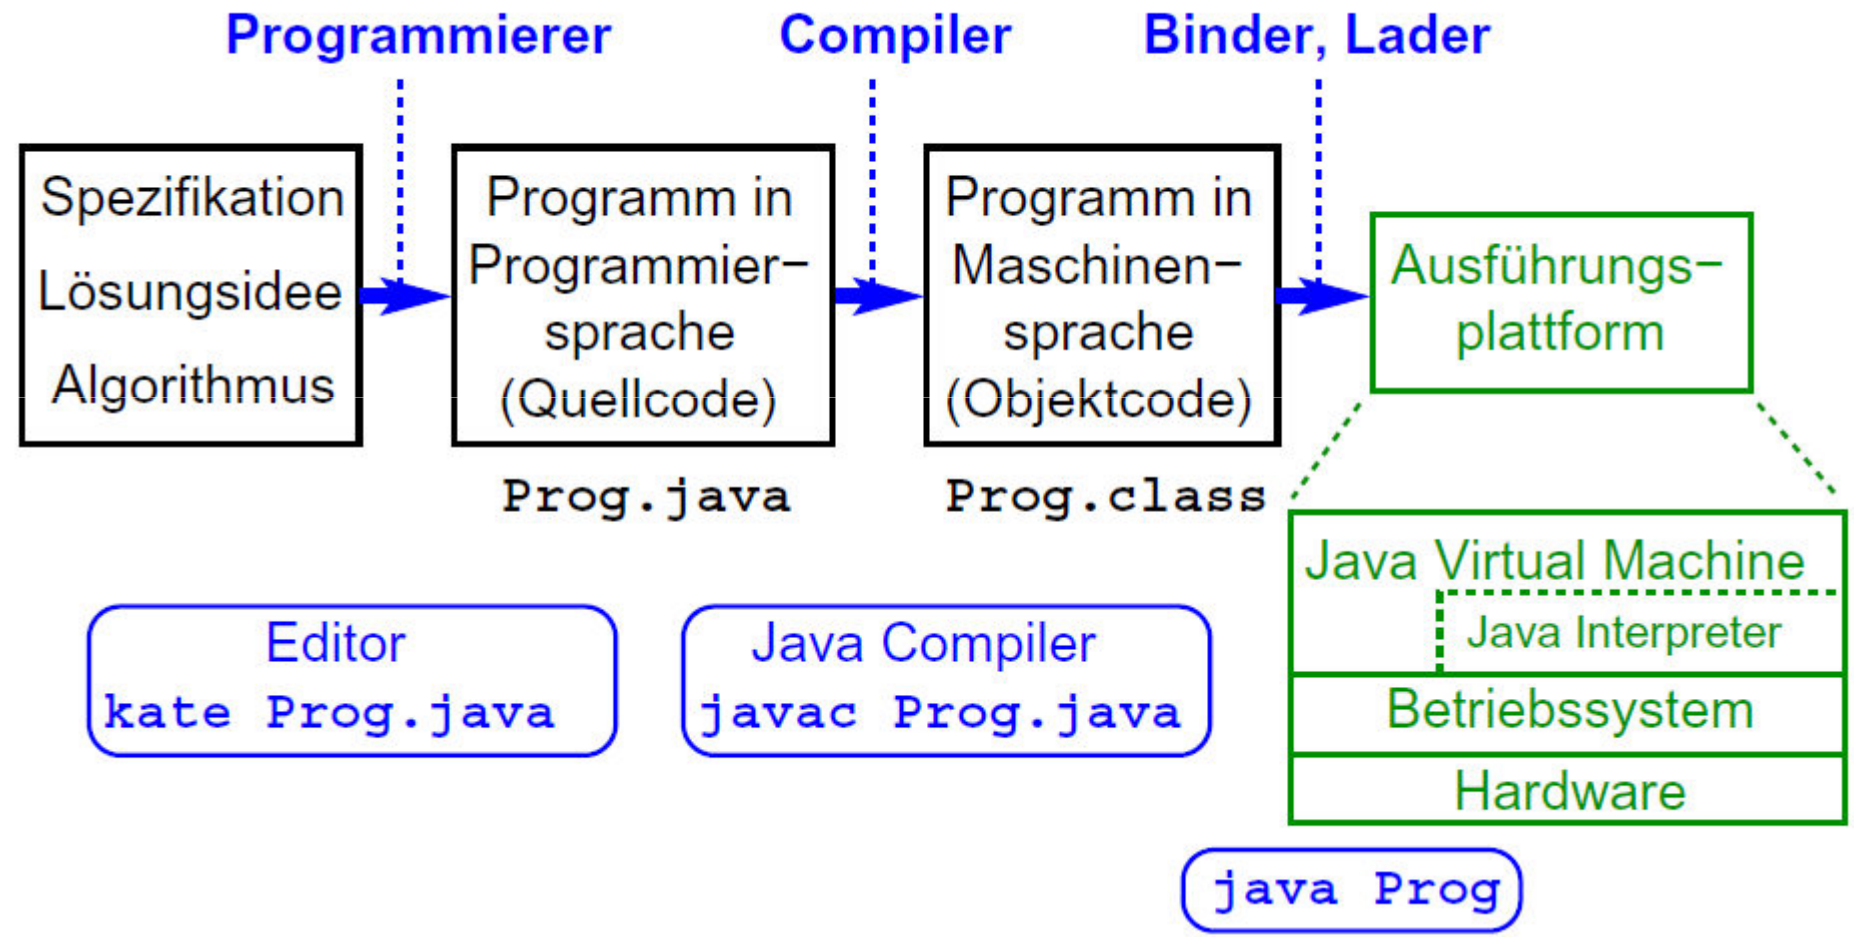 Programmierer
Compiler
Binder, Lader
Spezifikation
Lösungsidee
Algorithmus
Programm in
Programmier-
sprache
(Quellcode)
Prog.java
Programm in
Maschinen-
sprache
(Objektcode)
Prog.class
Ausführungs-
plattform
Java Virtual Machine
Java Interpreter
Betriebssystem
Hardware
Editor
kate Prog.java
Java Compiler
javac Prog.java
java Prog